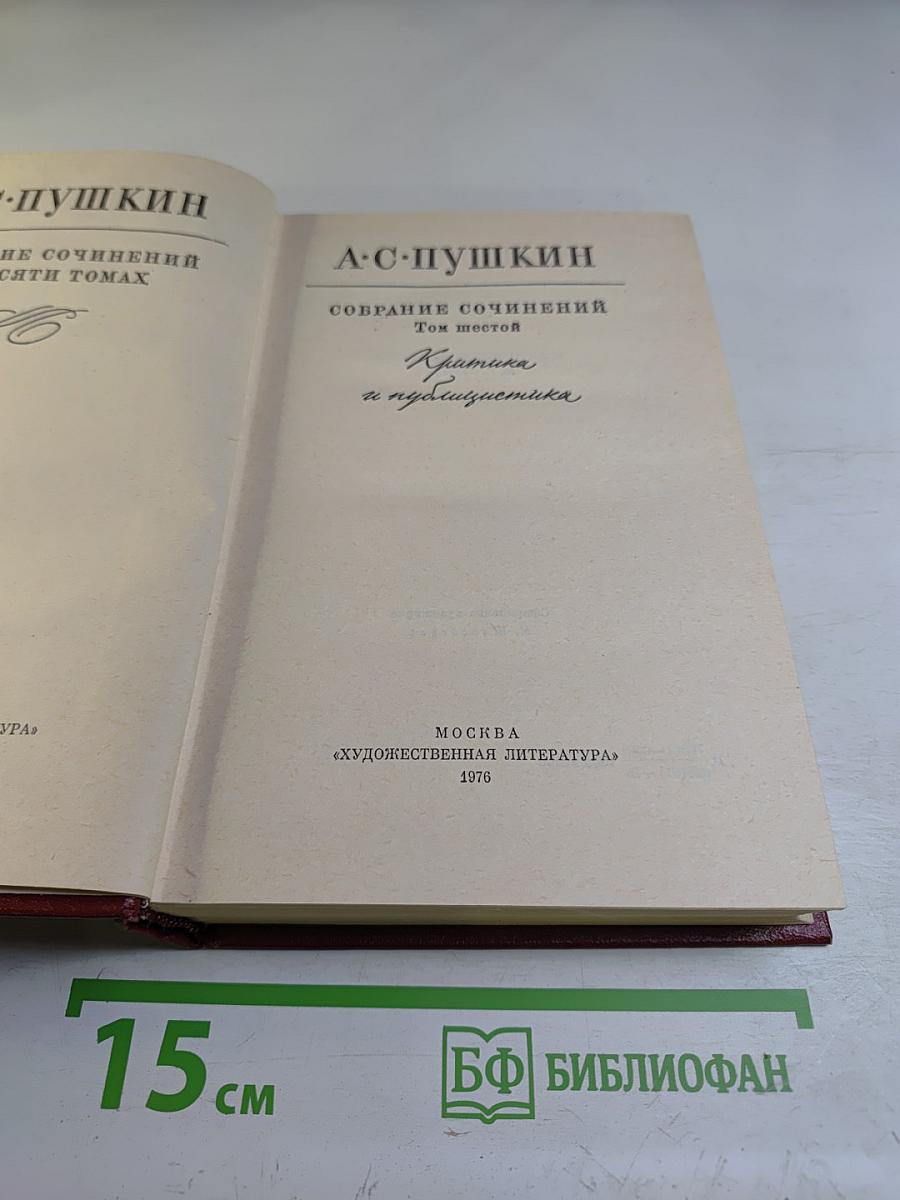 С·ПУШКИН
ИЕ СОЧИНЕНИЙ
СЯТИ ТОМАХ
УРА»
А·С·ПУШКИН
СОБРАНИЕ СОЧИНЕНИЙ
Том шестой
Критика
и публицистика
МОСКВА
«ХУДОЖЕСТВЕННАЯ ЛИТЕРАТУРА»
1976
15 см
БФ БИБЛИОФАН